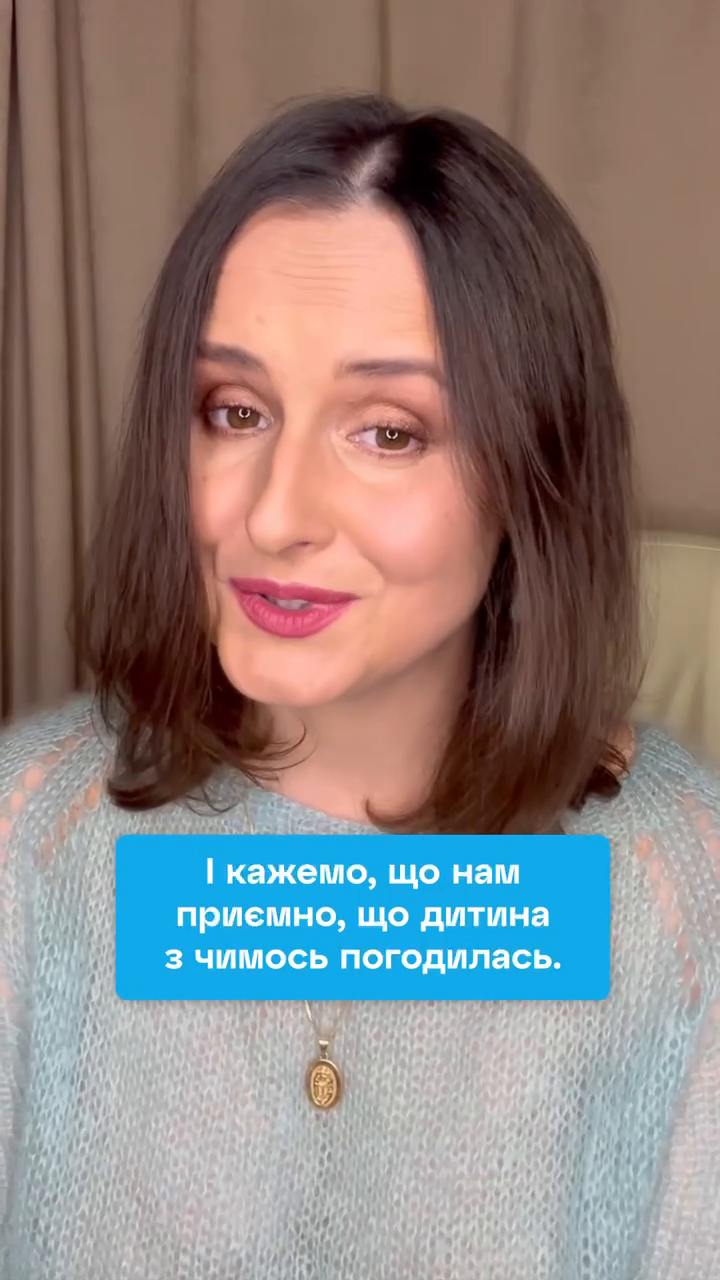 І кажемо, що нам
приємно, що дитина
з чимось погодилась.